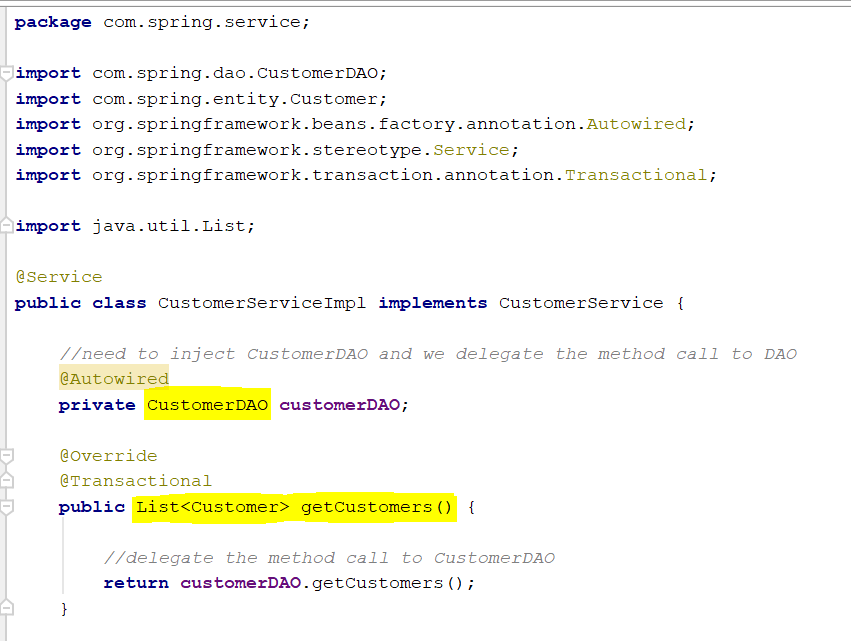 package com.spring.service;
import com.spring.dao.CustomerDAO;
import com.spring.entity.Customer;
import org.springframework.beans.factory.annotation.Autowired;
import org.springframework.stereotype.Service;
import org.springframework.transaction.annotation.Transactional;
import java.util.List;
@Service
public class CustomerServiceImpl implements CustomerService {
//need to inject CustomerDAO and we delegate the method call to DAO
@Autowired
private CustomerDAO customerDAO;
@Override
@Transactional
public List<Customer> getCustomers() {
//delegate the method call to CustomerDAO
return customerDAO.getCustomers();
}